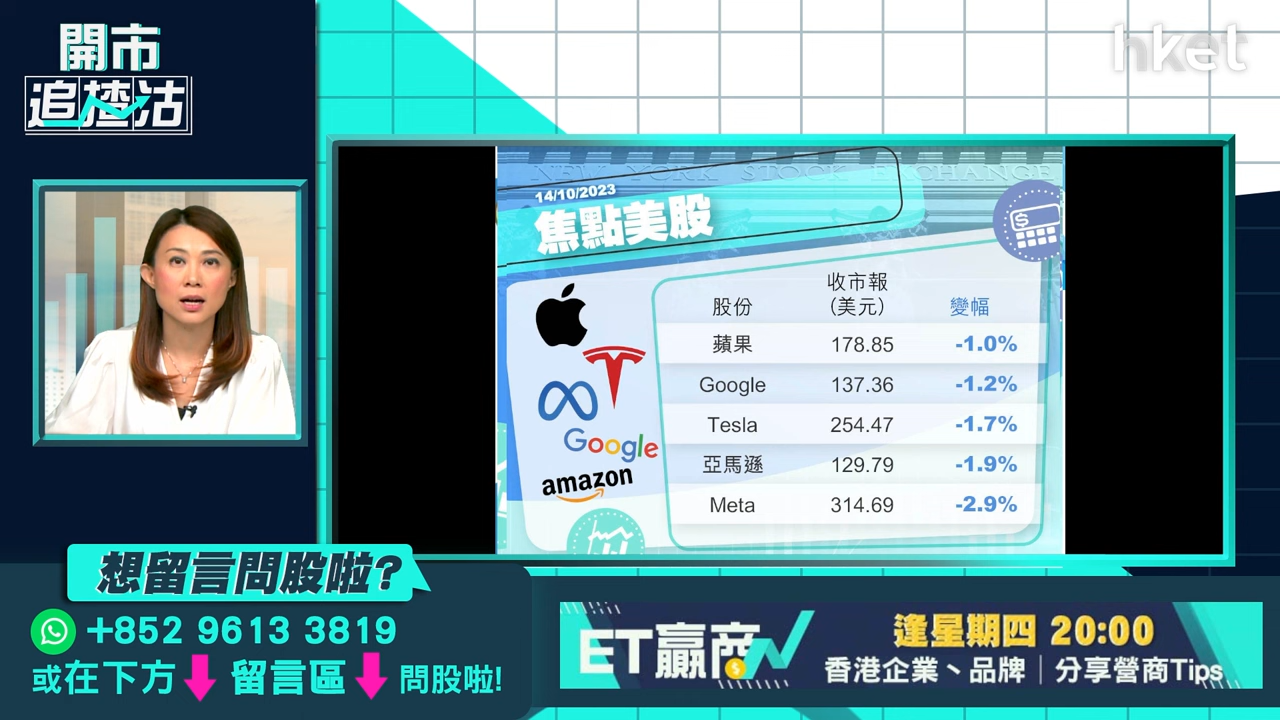 開市
追揸沽
hket
NEW YORK STOCK EXCHANGE
14/10/2023
焦點美股
$
股份 收市報(美元) 變幅
蘋果 178.85 -1.0%
Google 137.36 -1.2%
Tesla 254.47 -1.7%
亞馬遜 129.79 -1.9%
Meta 314.69 -2.9%
Google
amazon
想留言問股啦?
+852 9613 3819
或在下方 留言區 問股啦!
ET贏商
$
逢星期四 20:00
香港企業、品牌｜分享營商Tips